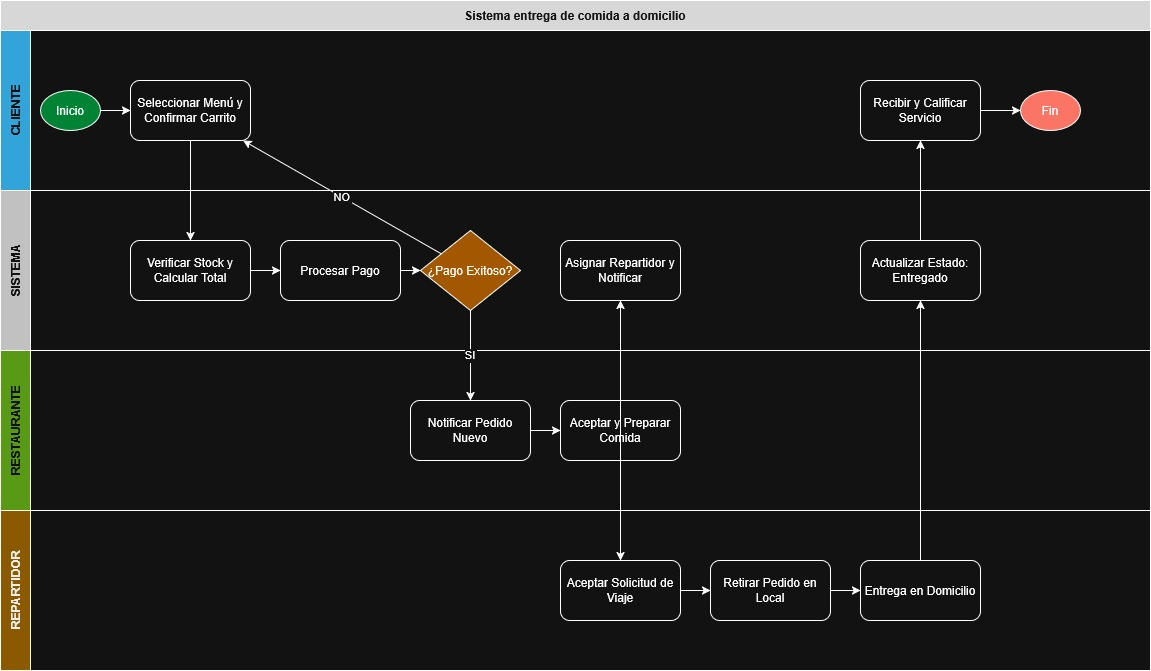 Sistema entrega de comida a domicilio
CLIENTE
Inicio
Seleccionar Menú y
Confirmar Carrito
Recibir y Calificar
Servicio
Fin
NO
SISTEMA
Verificar Stock y
Calcular Total
Procesar Pago
¿Pago Exitoso?
Asignar Repartidor y
Notificar
Actualizar Estado:
Entregado
SI
RESTAURANTE
Notificar Pedido
Nuevo
Aceptar y Preparar
Comida
REPARTIDOR
Aceptar Solicitud de
Viaje
Retirar Pedido en
Local
Entrega en Domicilio